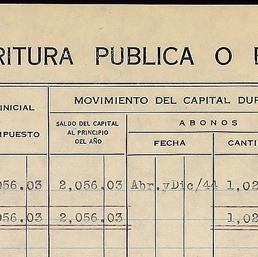 RITURA PUBLICA O E
INICIAL
MOVIMIENTO DEL CAPITAL DUR
SALDO DEL CAPITAL
AL PRINCIPIO
DEL AÑO
ABONOS
MPUESTO
FECHA
CANTI
056.03 2,056.03 Abr.yDic/44 1,02
056.03 2,056.03 1,02